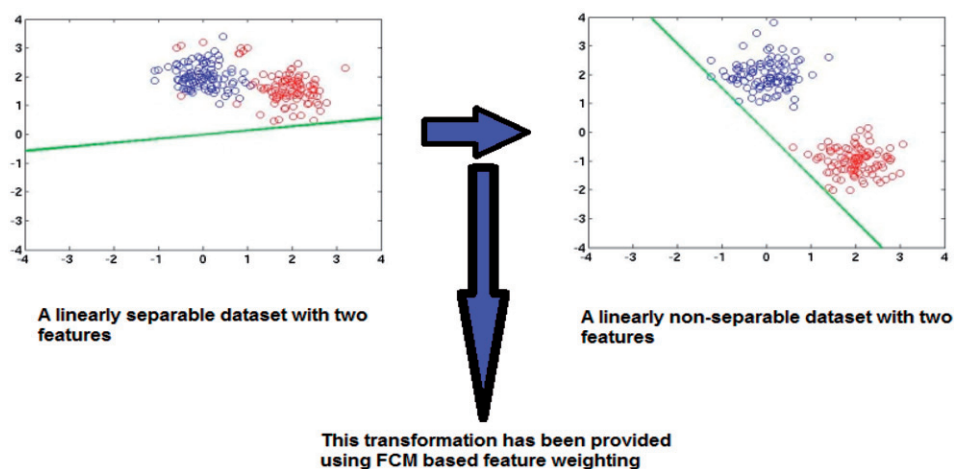 4
3
2
1
0
-1
-2
-3
-4
-4 -3 -2 -1 0 1 2 3 4
4
3
2
1
0
-1
-2
-3
-4
-4 -3 -2 -1 0 1 2 3 4
A linearly separable dataset with two
features
A linearly non-separable dataset with two
features
This transformation has been provided
using FCM based feature weighting